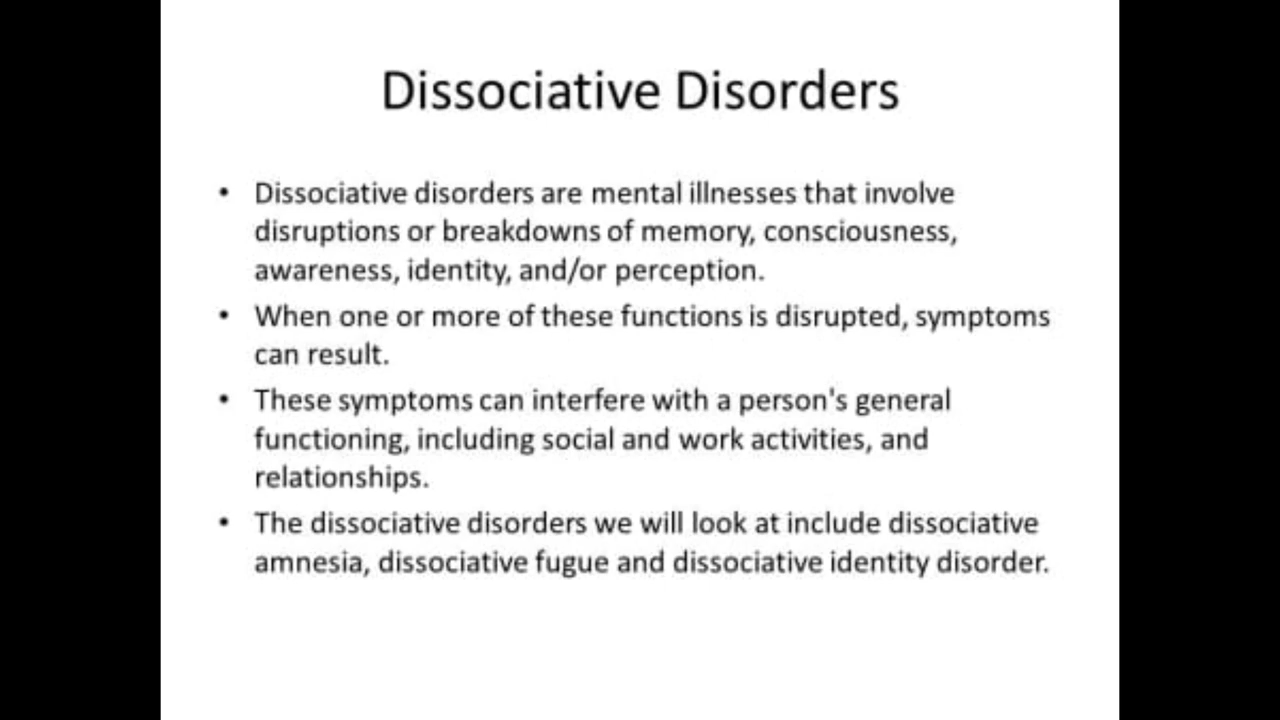 Dissociative Disorders
• Dissociative disorders are mental illnesses that involve
disruptions or breakdowns of memory, consciousness,
awareness, identity, and/or perception.
• When one or more of these functions is disrupted, symptoms
can result.
• These symptoms can interfere with a person's general
functioning, including social and work activities, and
relationships.
• The dissociative disorders we will look at include dissociative
amnesia, dissociative fugue and dissociative identity disorder.